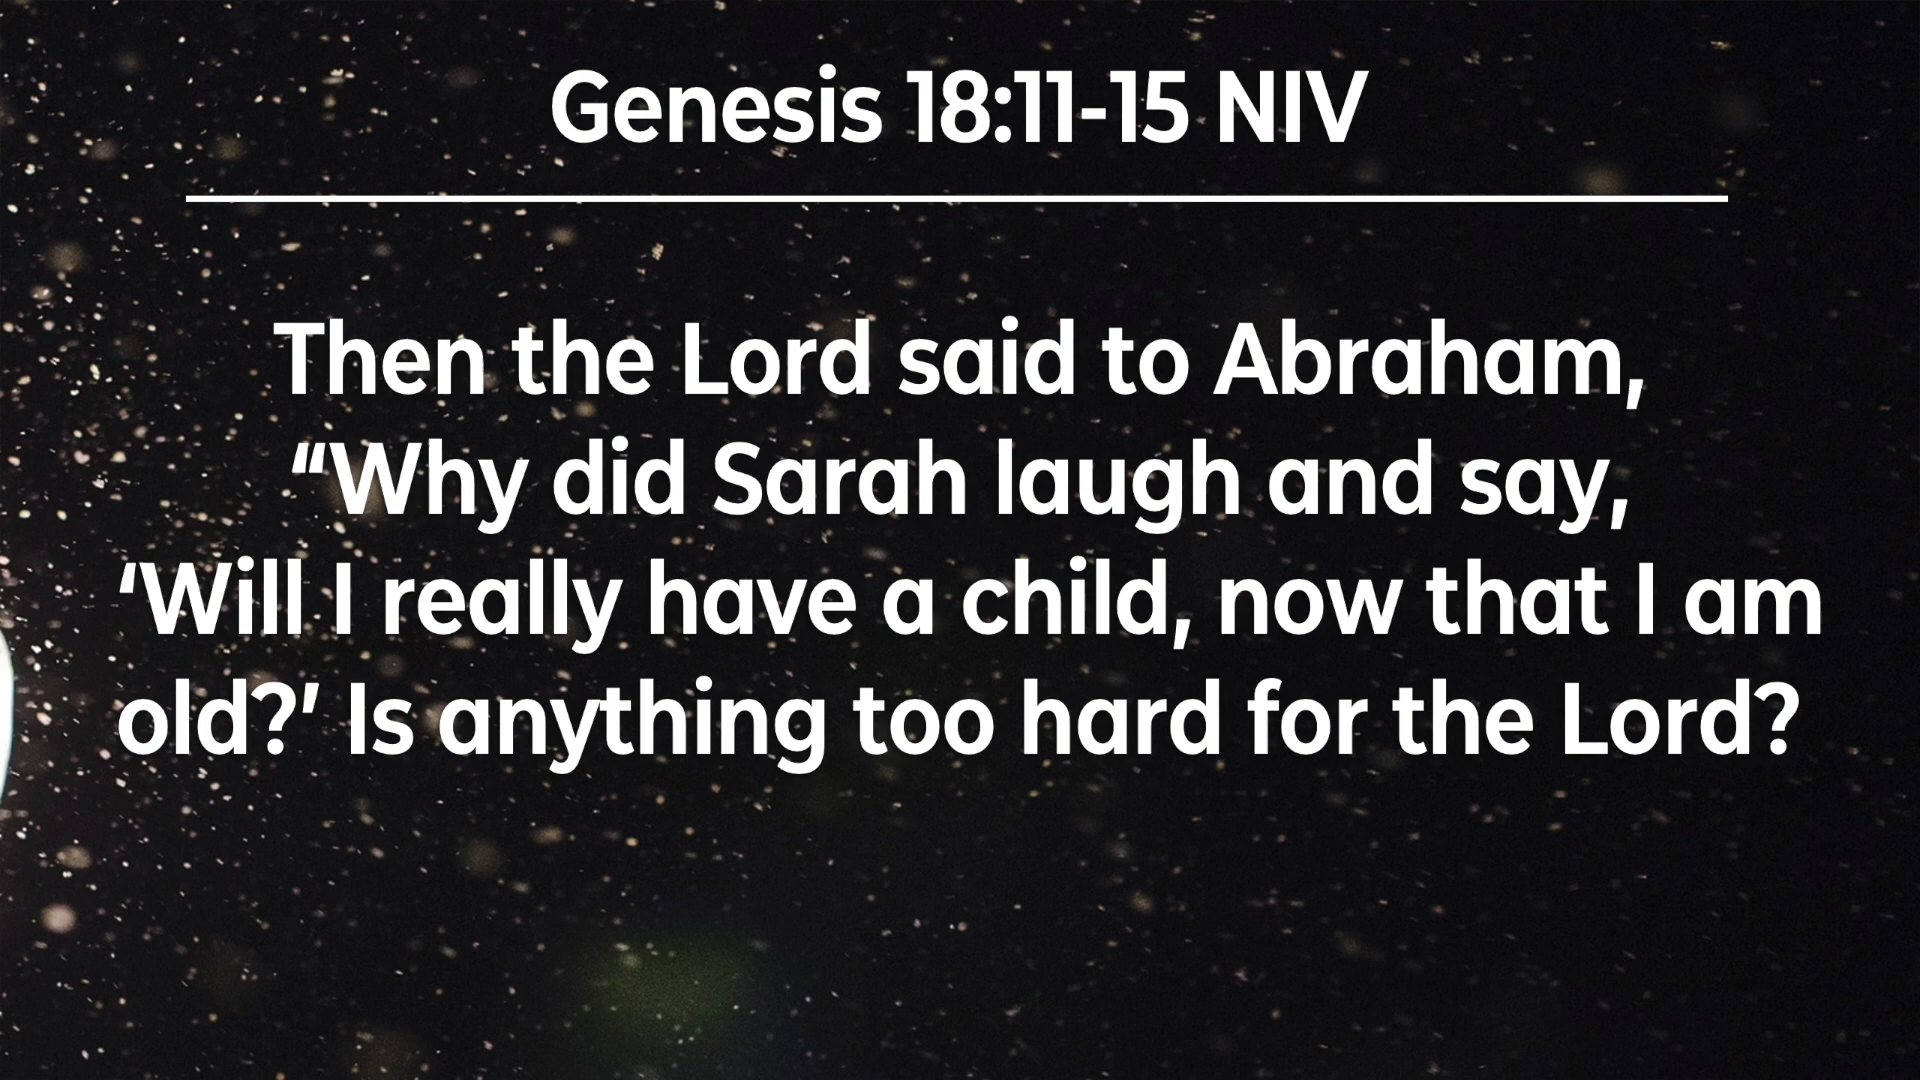 Genesis 18:11-15 NIV
Then the Lord said to Abraham,
“Why did Sarah laugh and say,
‘Will I really have a child, now that I am
old?’ Is anything too hard for the Lord?